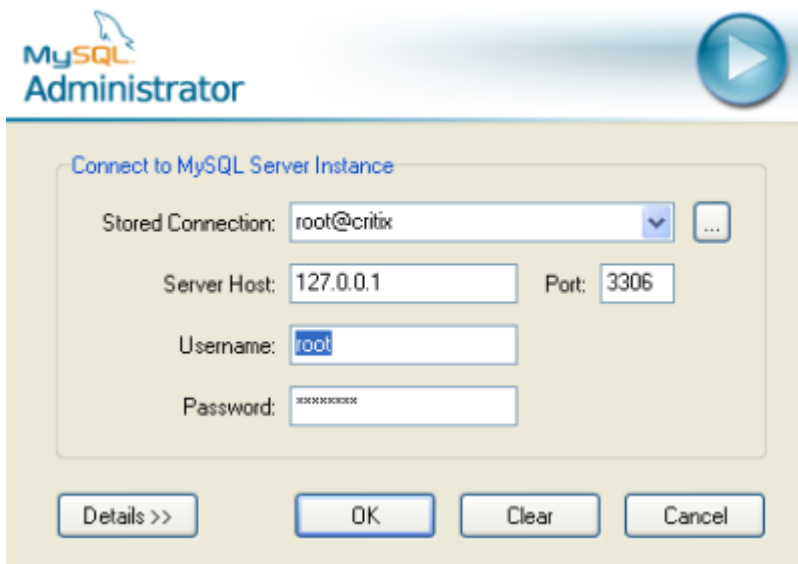 MySQL
Administrator
Connect to MySQL Server Instance
Stored Connection: root@critix ...
Server Host: 127.0.0.1 Port: 3306
Username: root
Password: xxxxxxxx
Details >> OK Clear Cancel